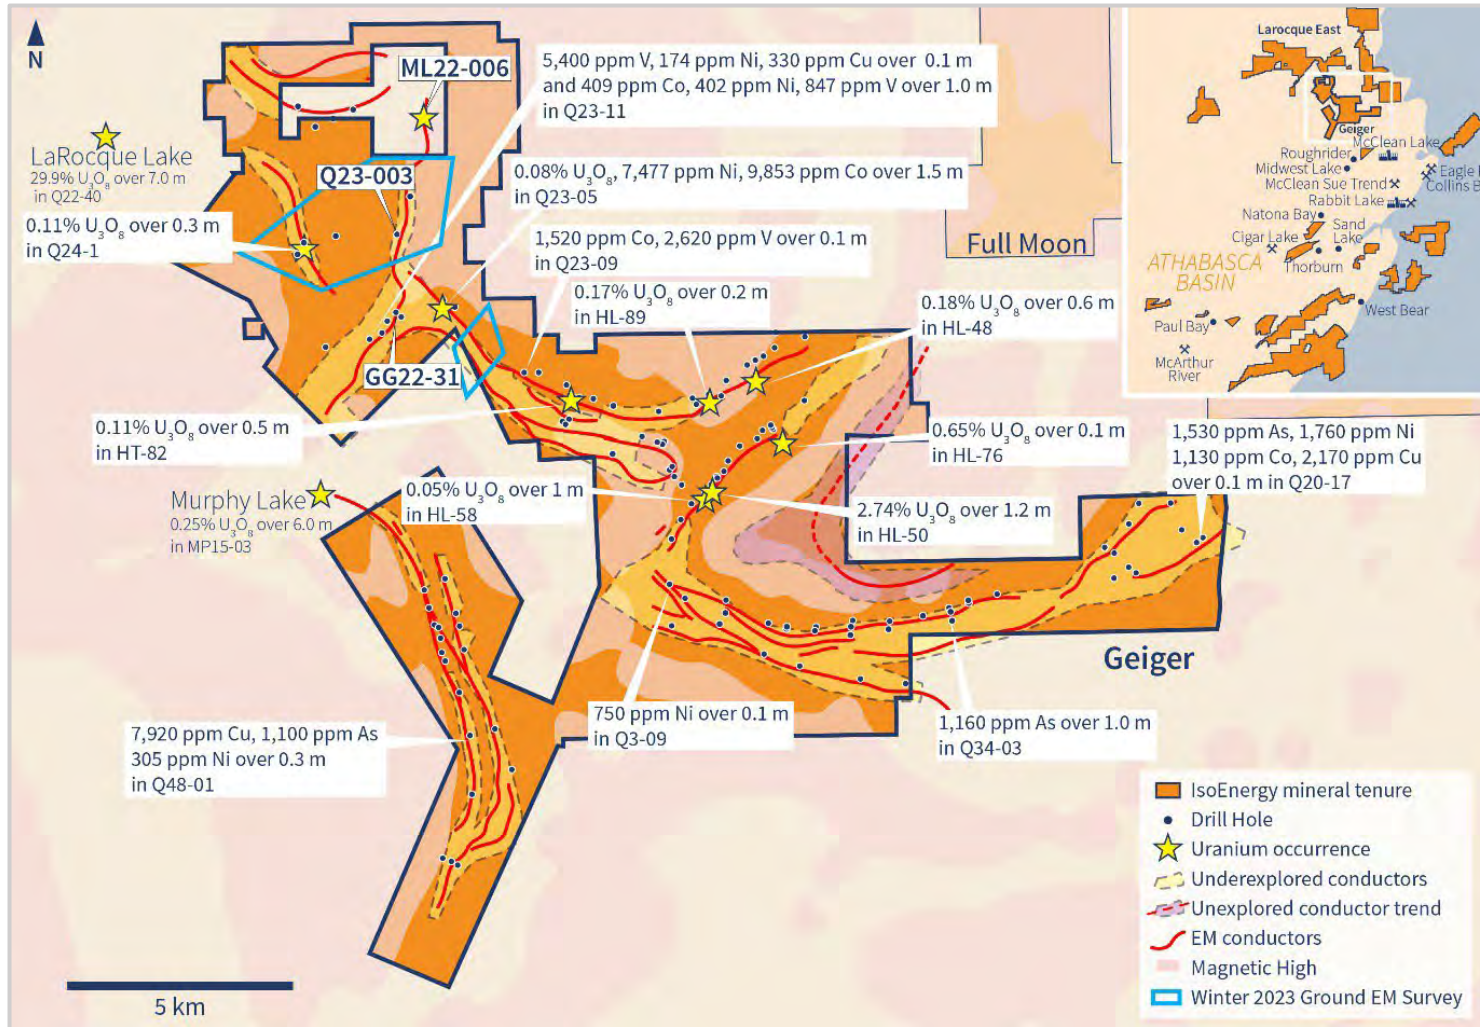 N
ML22-006
5,400 ppm V, 174 ppm Ni, 330 ppm Cu over 0.1 m
and 409 ppm Co, 402 ppm Ni, 847 ppm V over 1.0 m
in Q23-11
LaRocque Lake
29.9% U3O8 over 7.0 m
in Q22-40
Q23-003
0.08% U3O8, 7,477 ppm Ni, 9,853 ppm Co over 1.5 m
in Q23-05
0.11% U3O8 over 0.3 m
in Q24-1
1,520 ppm Co, 2,620 ppm V over 0.1 m
in Q23-09
Full Moon
0.17% U3O8 over 0.2 m
in HL-89
0.18% U3O8 over 0.6 m
in HL-48
GG22-31
0.11% U3O8 over 0.5 m
in HT-82
0.65% U3O8 over 0.1 m
in HL-76
1,530 ppm As, 1,760 ppm Ni
1,130 ppm Co, 2,170 ppm Cu
over 0.1 m in Q20-17
Murphy Lake
0.25% U3O8 over 6.0 m
in MP15-03
0.05% U3O8 over 1 m
in HL-58
2.74% U3O8 over 1.2 m
in HL-50
Geiger
750 ppm Ni over 0.1 m
in Q3-09
1,160 ppm As over 1.0 m
in Q34-03
7,920 ppm Cu, 1,100 ppm As
305 ppm Ni over 0.3 m
in Q48-01
5 km
Larocque East
Geiger
McClean Lake
Roughrider
Midwest Lake
McClean Sue Trend
Eagle
Collins B
Rabbit Lake
Natona Bay
Sand
Lake
Cigar Lake
Thorburn
ATHABASCA
BASIN
West Bear
Paul Bay
McArthur
River
IsoEnergy mineral tenure
Drill Hole
Uranium occurrence
Underexplored conductors
Unexplored conductor trend
EM conductors
Magnetic High
Winter 2023 Ground EM Survey